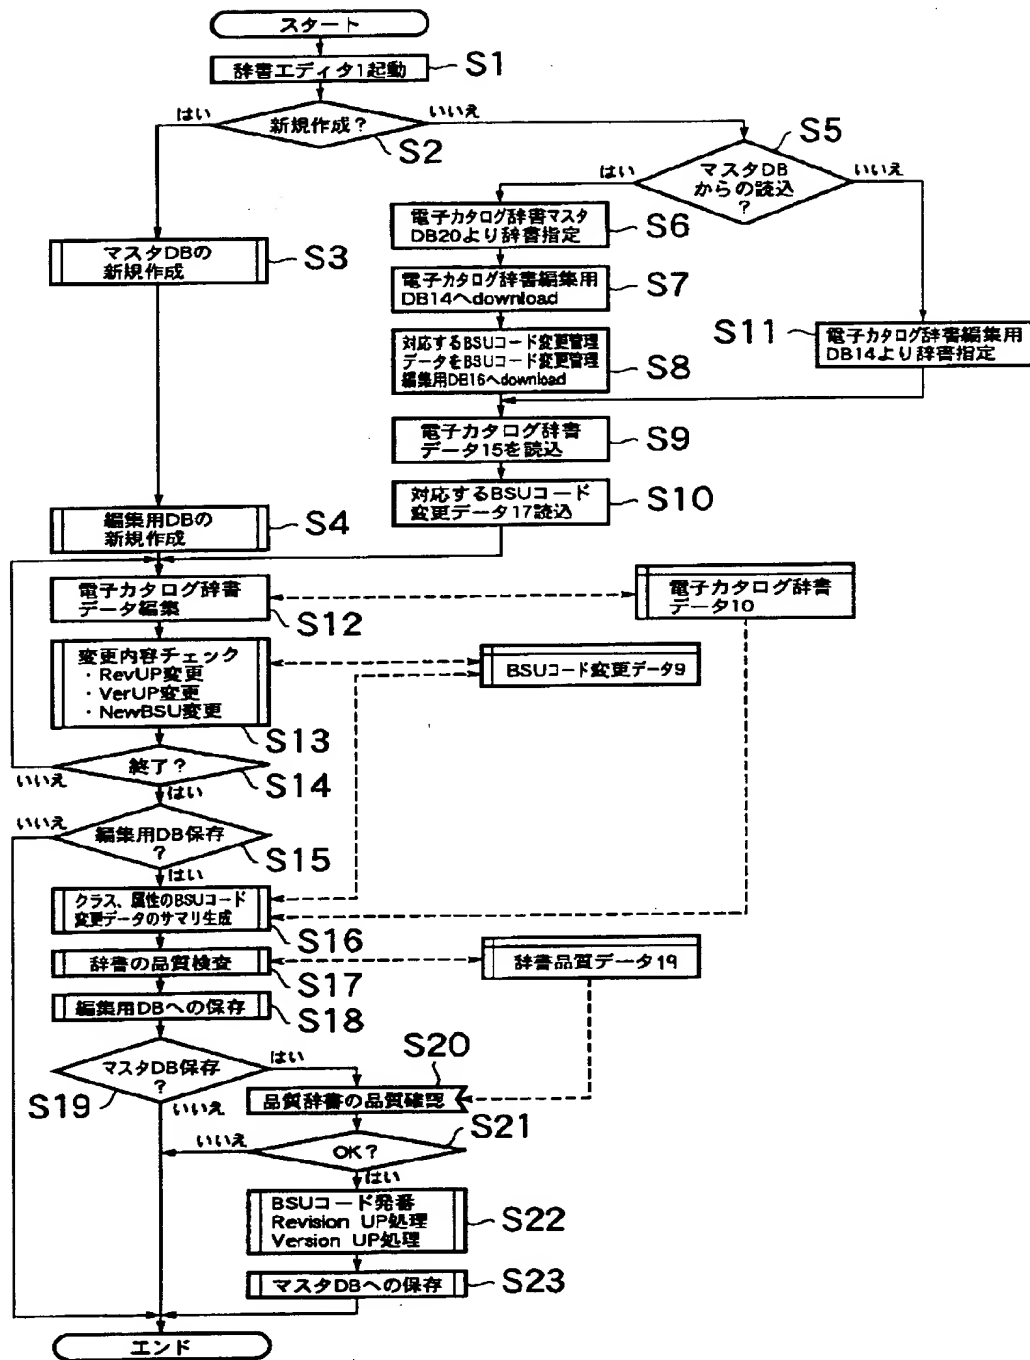 スタート
辞書エディタ1起動
S1
はい
新規作成?
いいえ
S2
S5
はい
マスタDB
からの読込
?
いいえ
マスタDBの
新規作成
S3
電子カタログ辞書マスタ
DB20より辞書指定
S6
電子カタログ辞書編集用
DB14へdownload
S7
対応するBSUコード変更管理
データをBSUコード変更管理
編集用DB16へdownload
S8
S11
電子カタログ辞書編集用
DB14より辞書指定
電子カタログ辞書
データ15を読込
S9
対応するBSUコード
変更データ17読込
S10
編集用DBの
新規作成
S4
電子カタログ辞書
データ編集
S12
電子カタログ辞書
データ10
変更内容チェック
・RevUP変更
・VerUP変更
・NewBSU変更
S13
BSUコード変更データ9
終了?
いいえ
S14
はい
いいえ
編集用DB保存
?
S15
はい
クラス、属性のBSUコード
変更データのサマリ生成
S16
辞書の品質検査
S17
辞書品質データ19
編集用DBへの保存
S18
マスタDB保存
?
はい
S19
いいえ
S20
品質辞書の品質確認
S21
いいえ
OK?
はい
BSUコード発番
Revision UP処理
Version UP処理
S22
マスタDBへの保存
S23
エンド